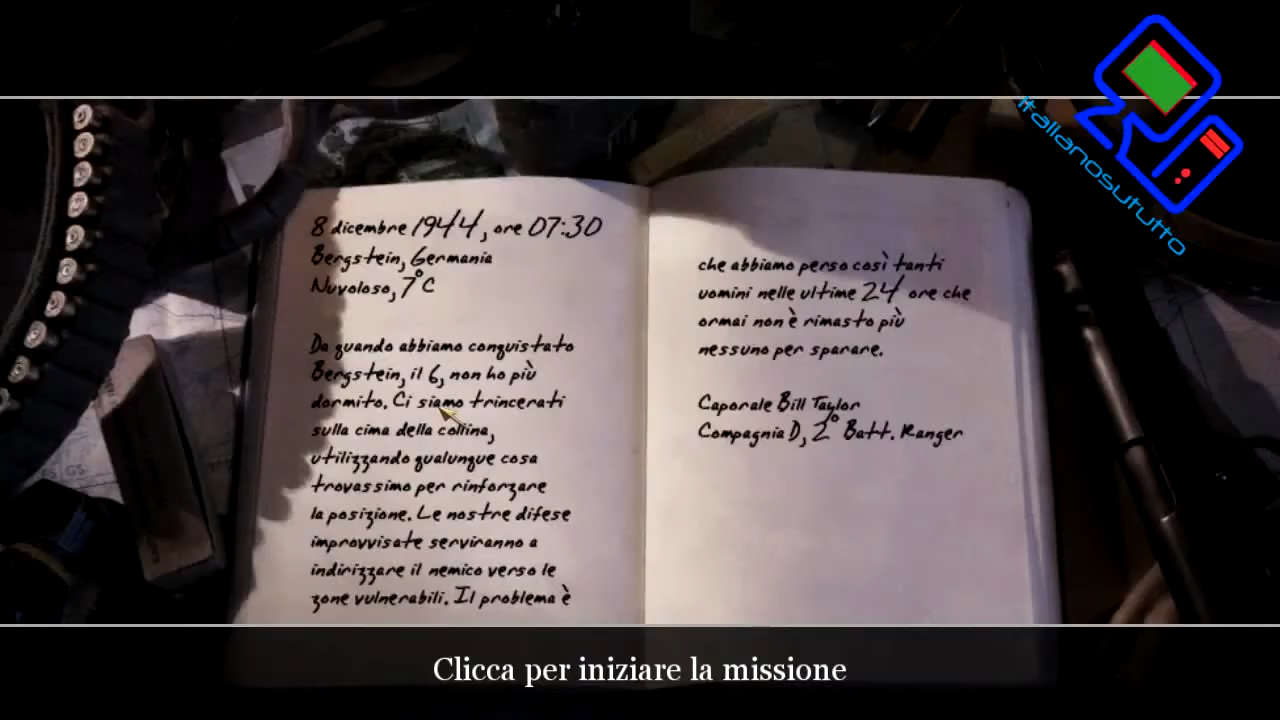 italianosututto
8 dicembre 1944, ore 07:30
Bergstein, Germania
Nuvoloso, 7°C
Da quando abbiamo conquistato
Bergstein, il 6, non ho più
dormito. Ci siamo trincerati
sulla cima della collina,
utilizzando qualunque cosa
trovassimo per rinforzare
la posizione. Le nostre difese
improvvisate serviranno a
indirizzare il nemico verso le
zone vulnerabili. Il problema è
che abbiamo perso così tanti
uomini nelle ultime 24 ore che
ormai non è rimasto più
nessuno per sparare.
Caporale Bill Taylor
Compagnia D, 2° Batt. Ranger
Clicca per iniziare la missione